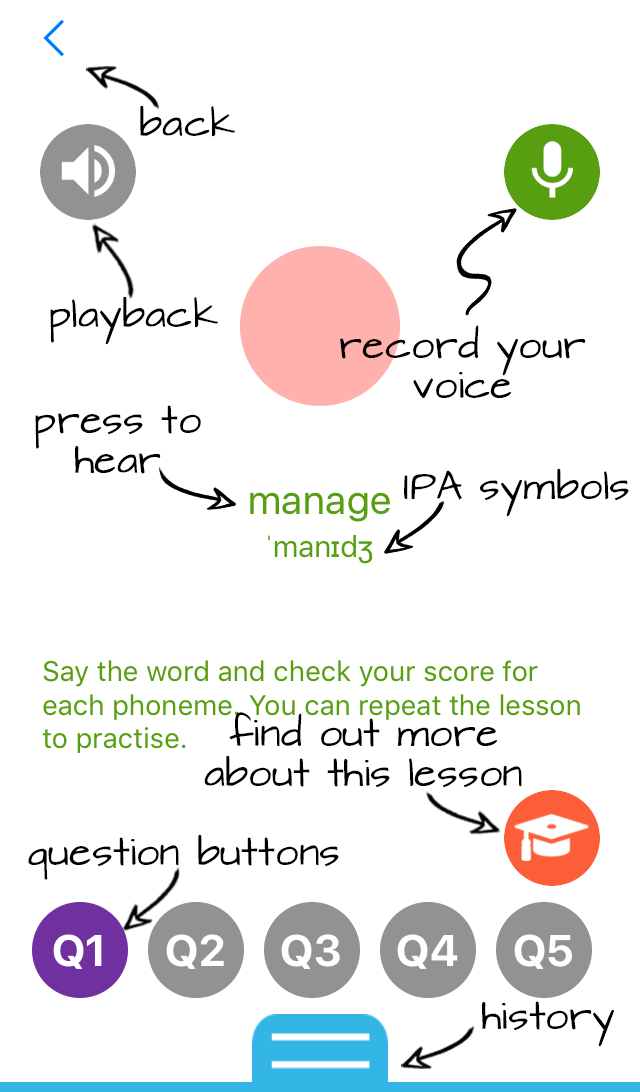 back
playback
record your
voice
press to
hear
manage
IPA symbols
ˈmanɪdʒ
Say the word and check your score for
each phoneme. You can repeat the lesson
to practise.
find out more
about this lesson
question buttons
Q1 Q2 Q3 Q4 Q5
history